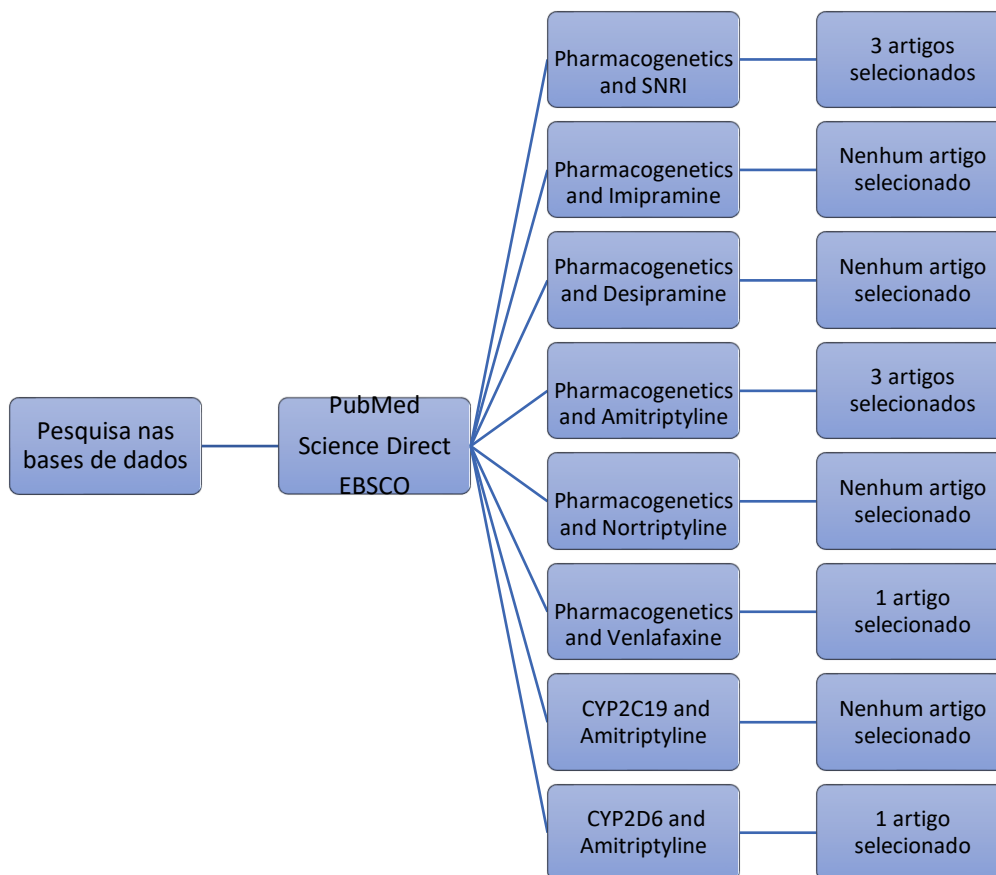 Pesquisa nas
bases de dados
PubMed
Science Direct
EBSCO
Pharmacogenetics
and SNRI
3 artigos
selecionados
Pharmacogenetics
and Imipramine
Nenhum artigo
selecionado
Pharmacogenetics
and Desipramine
Nenhum artigo
selecionado
Pharmacogenetics
and Amitriptyline
3 artigos
selecionados
Pharmacogenetics
and Nortriptyline
Nenhum artigo
selecionado
Pharmacogenetics
and Venlafaxine
1 artigo
selecionado
CYP2C19 and
Amitriptyline
Nenhum artigo
selecionado
CYP2D6 and
Amitriptyline
1 artigo
selecionado